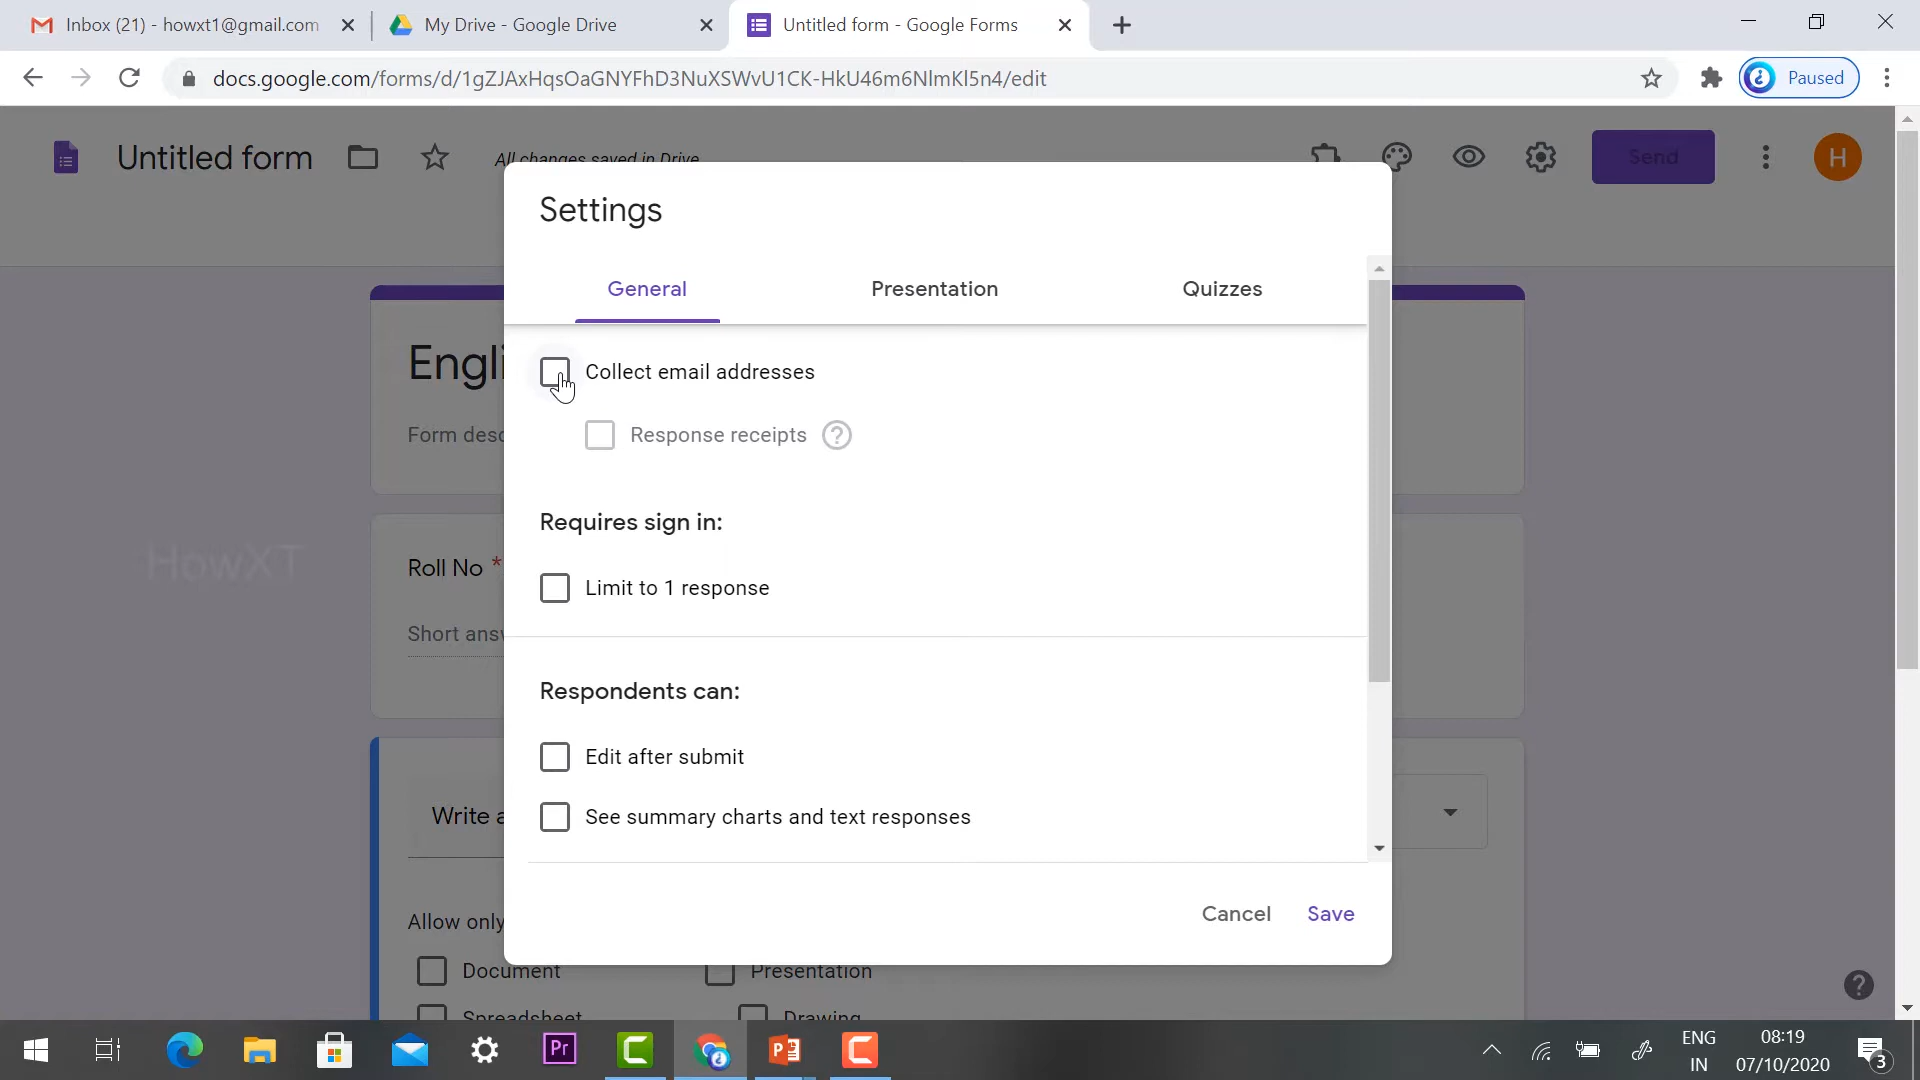 Inbox (21) - howxt1@gmail.com
My Drive - Google Drive
Untitled form - Google Forms
docs.google.com/forms/d/1gZJAxHqsOaGNYFhD3NuXSWvU1CK-HkU46m6NlmKl5n4/edit
Paused
Untitled form
All changes saved in Drive
Send
H
Settings
General
Presentation
Quizzes
Collect email addresses
Response receipts
?
Requires sign in:
Limit to 1 response
Respondents can:
Edit after submit
See summary charts and text responses
Cancel
Save
Form
HowXT
Roll No *
Short
Write
Allow only
Document
Presentation
Spreadsheet
Drawing
?
Pr
ENG
IN
08:19
07/10/2020
3